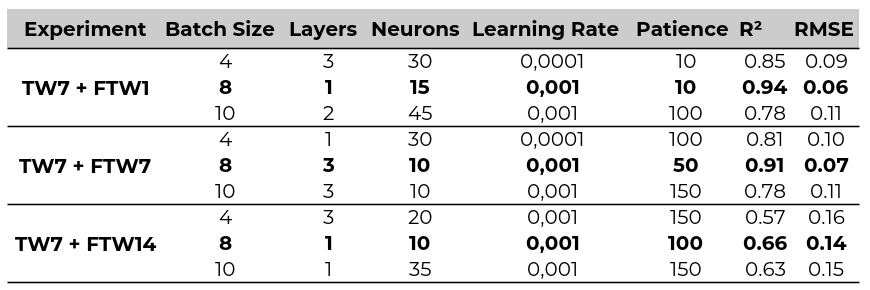 Experiment Batch Size Layers Neurons Learning Rate Patience R² RMSE
4 3 30 0,0001 10 0.85 0.09
TW7 + FTW1 8 1 15 0,001 10 0.94 0.06
10 2 45 0,001 100 0.78 0.11
4 1 30 0,0001 100 0.81 0.10
TW7 + FTW7 8 3 10 0,001 50 0.91 0.07
10 3 10 0,001 150 0.78 0.11
4 3 20 0,001 150 0.57 0.16
TW7 + FTW14 8 1 10 0,001 100 0.66 0.14
10 1 35 0,001 150 0.63 0.15